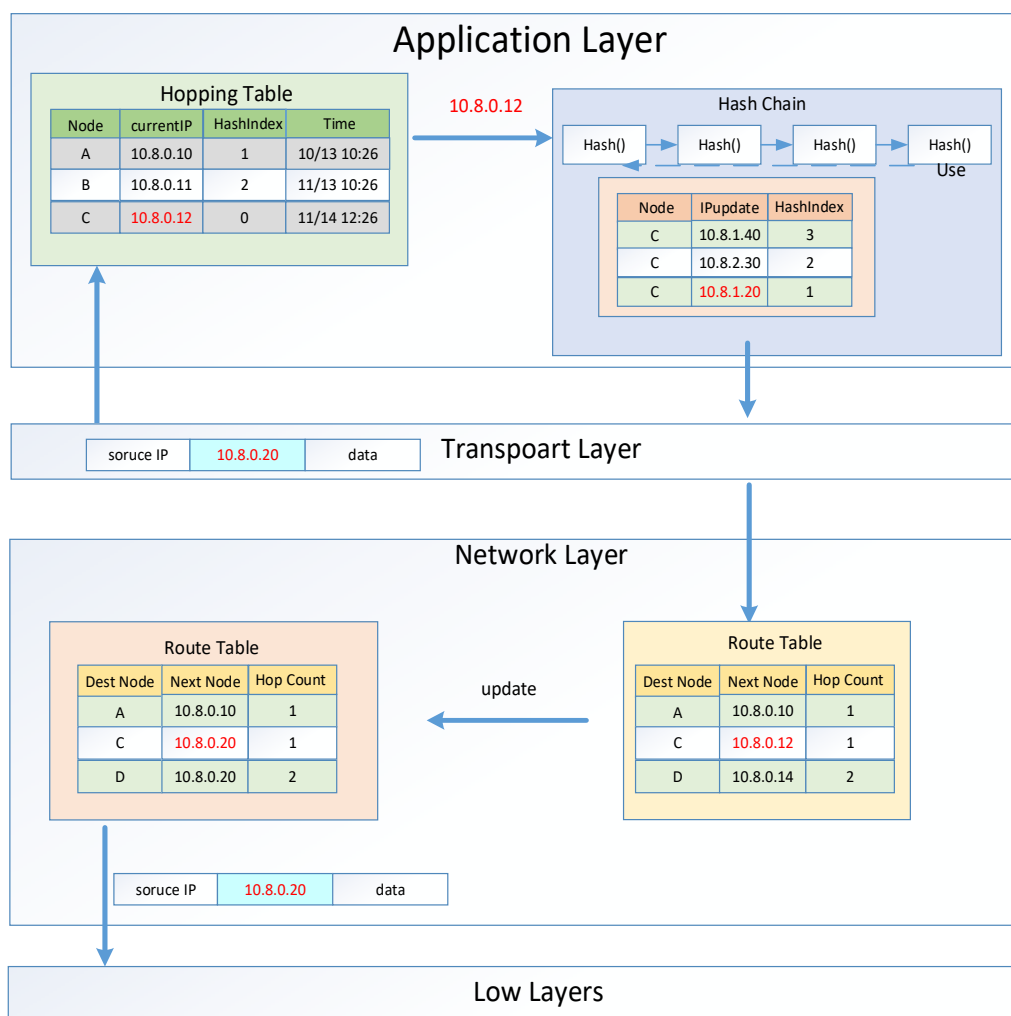 Application Layer
Hopping Table
Node currentIP HashIndex Time
A 10.8.0.10 1 10/13 10:26
B 10.8.0.11 2 11/13 10:26
C 10.8.0.12 0 11/14 12:26
10.8.0.12
Hash Chain
Hash() Hash() Hash() Hash()
Use
Node IPupdate HashIndex
C 10.8.1.40 3
C 10.8.2.30 2
C 10.8.1.20 1
soruce IP 10.8.0.20 data
Transpoart Layer
Network Layer
Route Table
Dest Node Next Node Hop Count
A 10.8.0.10 1
C 10.8.0.20 1
D 10.8.0.20 2
update
Route Table
Dest Node Next Node Hop Count
A 10.8.0.10 1
C 10.8.0.12 1
D 10.8.0.14 2
soruce IP 10.8.0.20 data
Low Layers